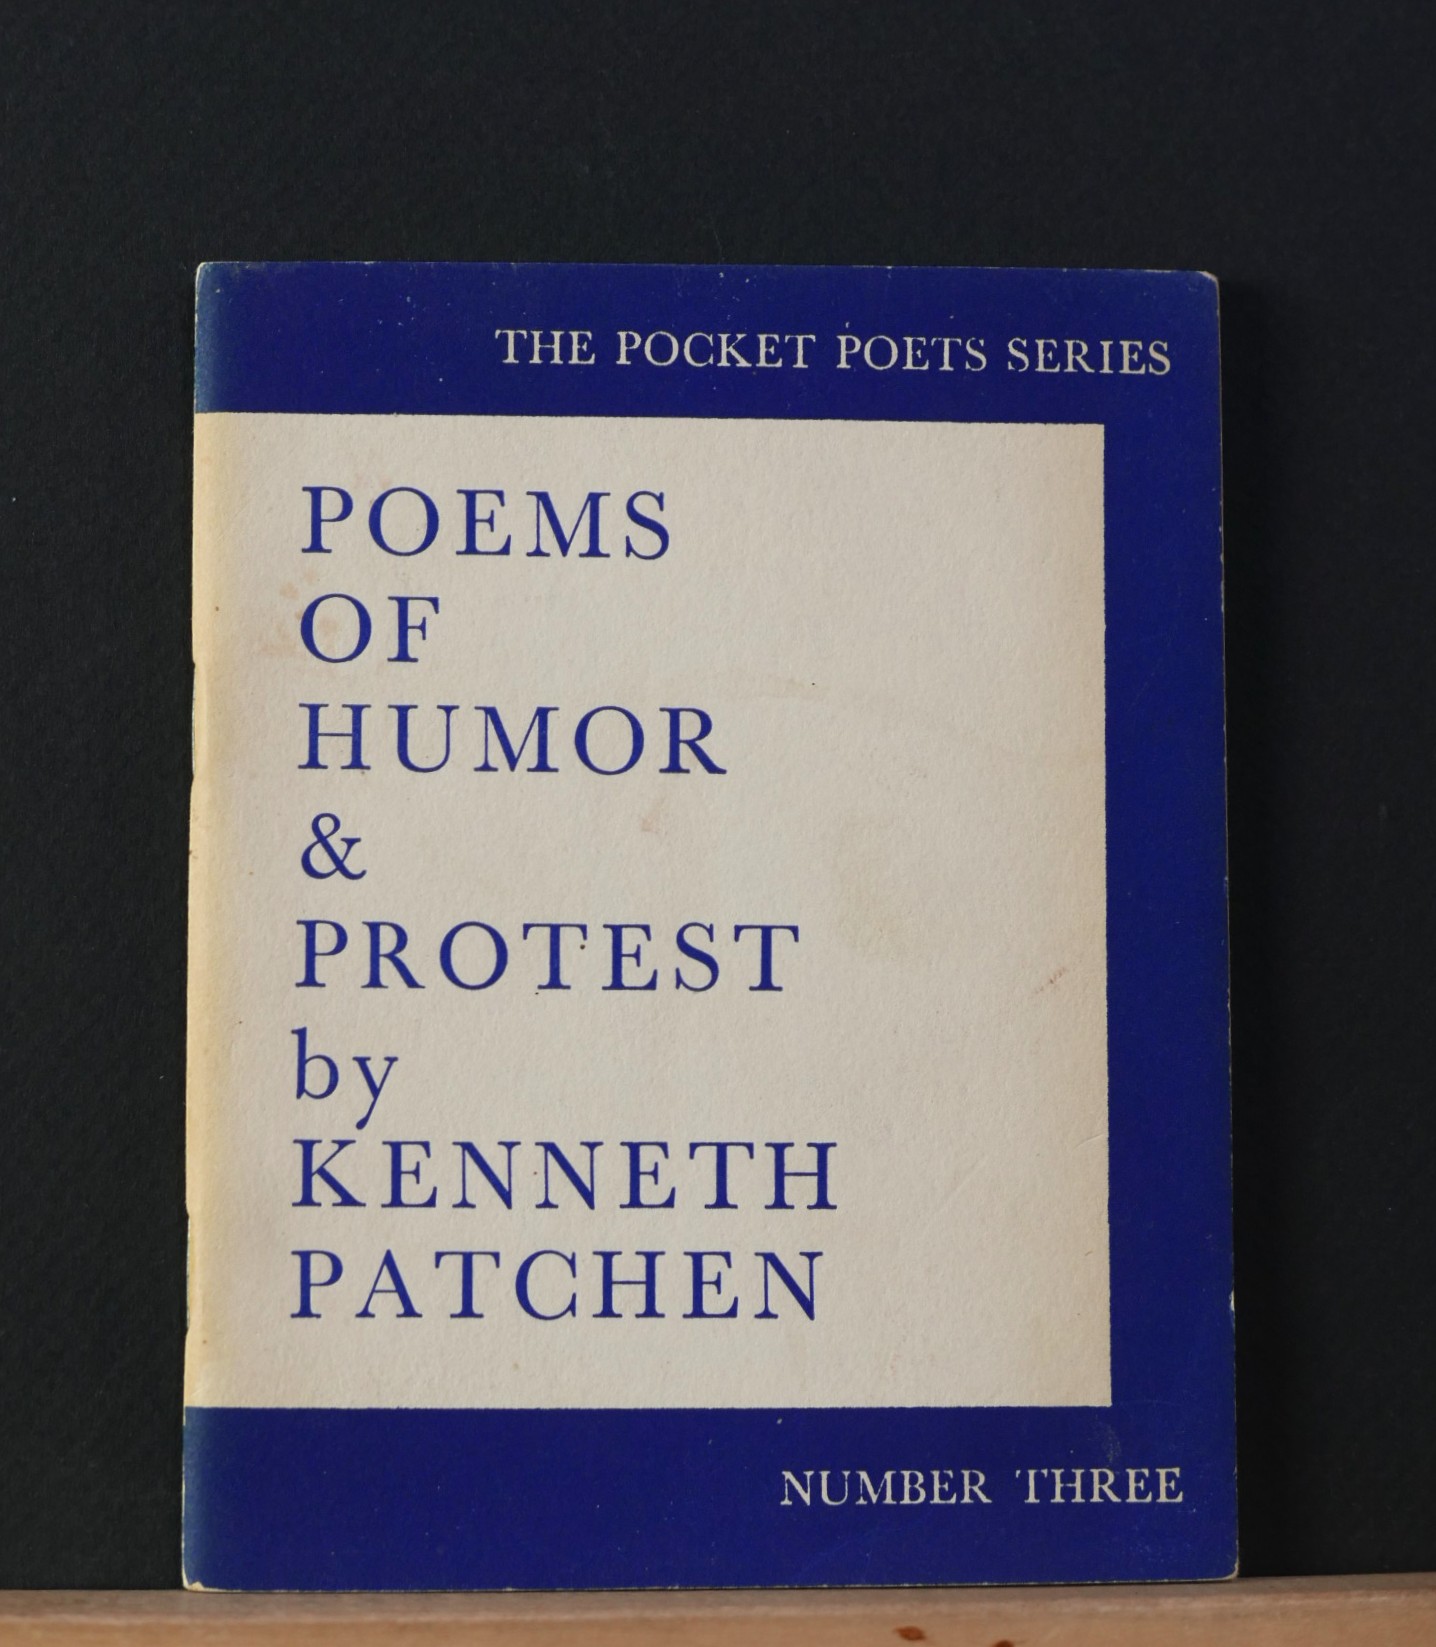 THE POCKET POETS SERIES
POEMS
OF
HUMOR
&
PROTEST
by
KENNETH
PATCHEN
NUMBER THREE